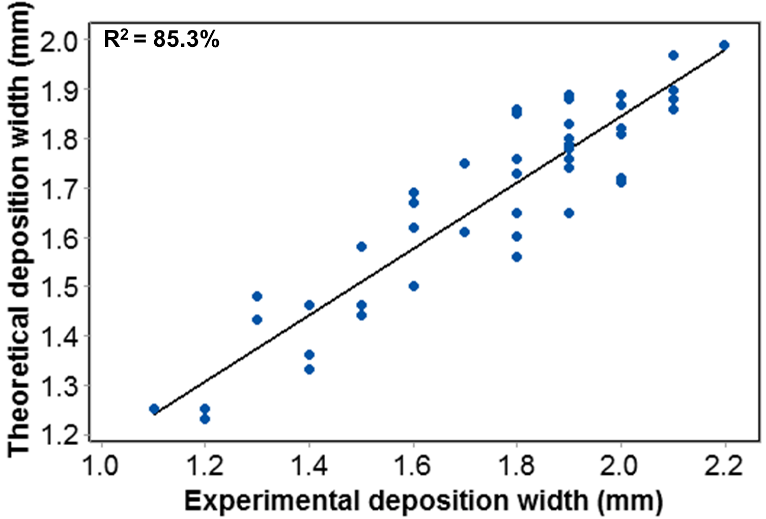 R² = 85.3%
Theoretical deposition width (mm)
2.0
1.9
1.8
1.7
1.6
1.5
1.4
1.3
1.2
1.0 1.2 1.4 1.6 1.8 2.0 2.2
Experimental deposition width (mm)